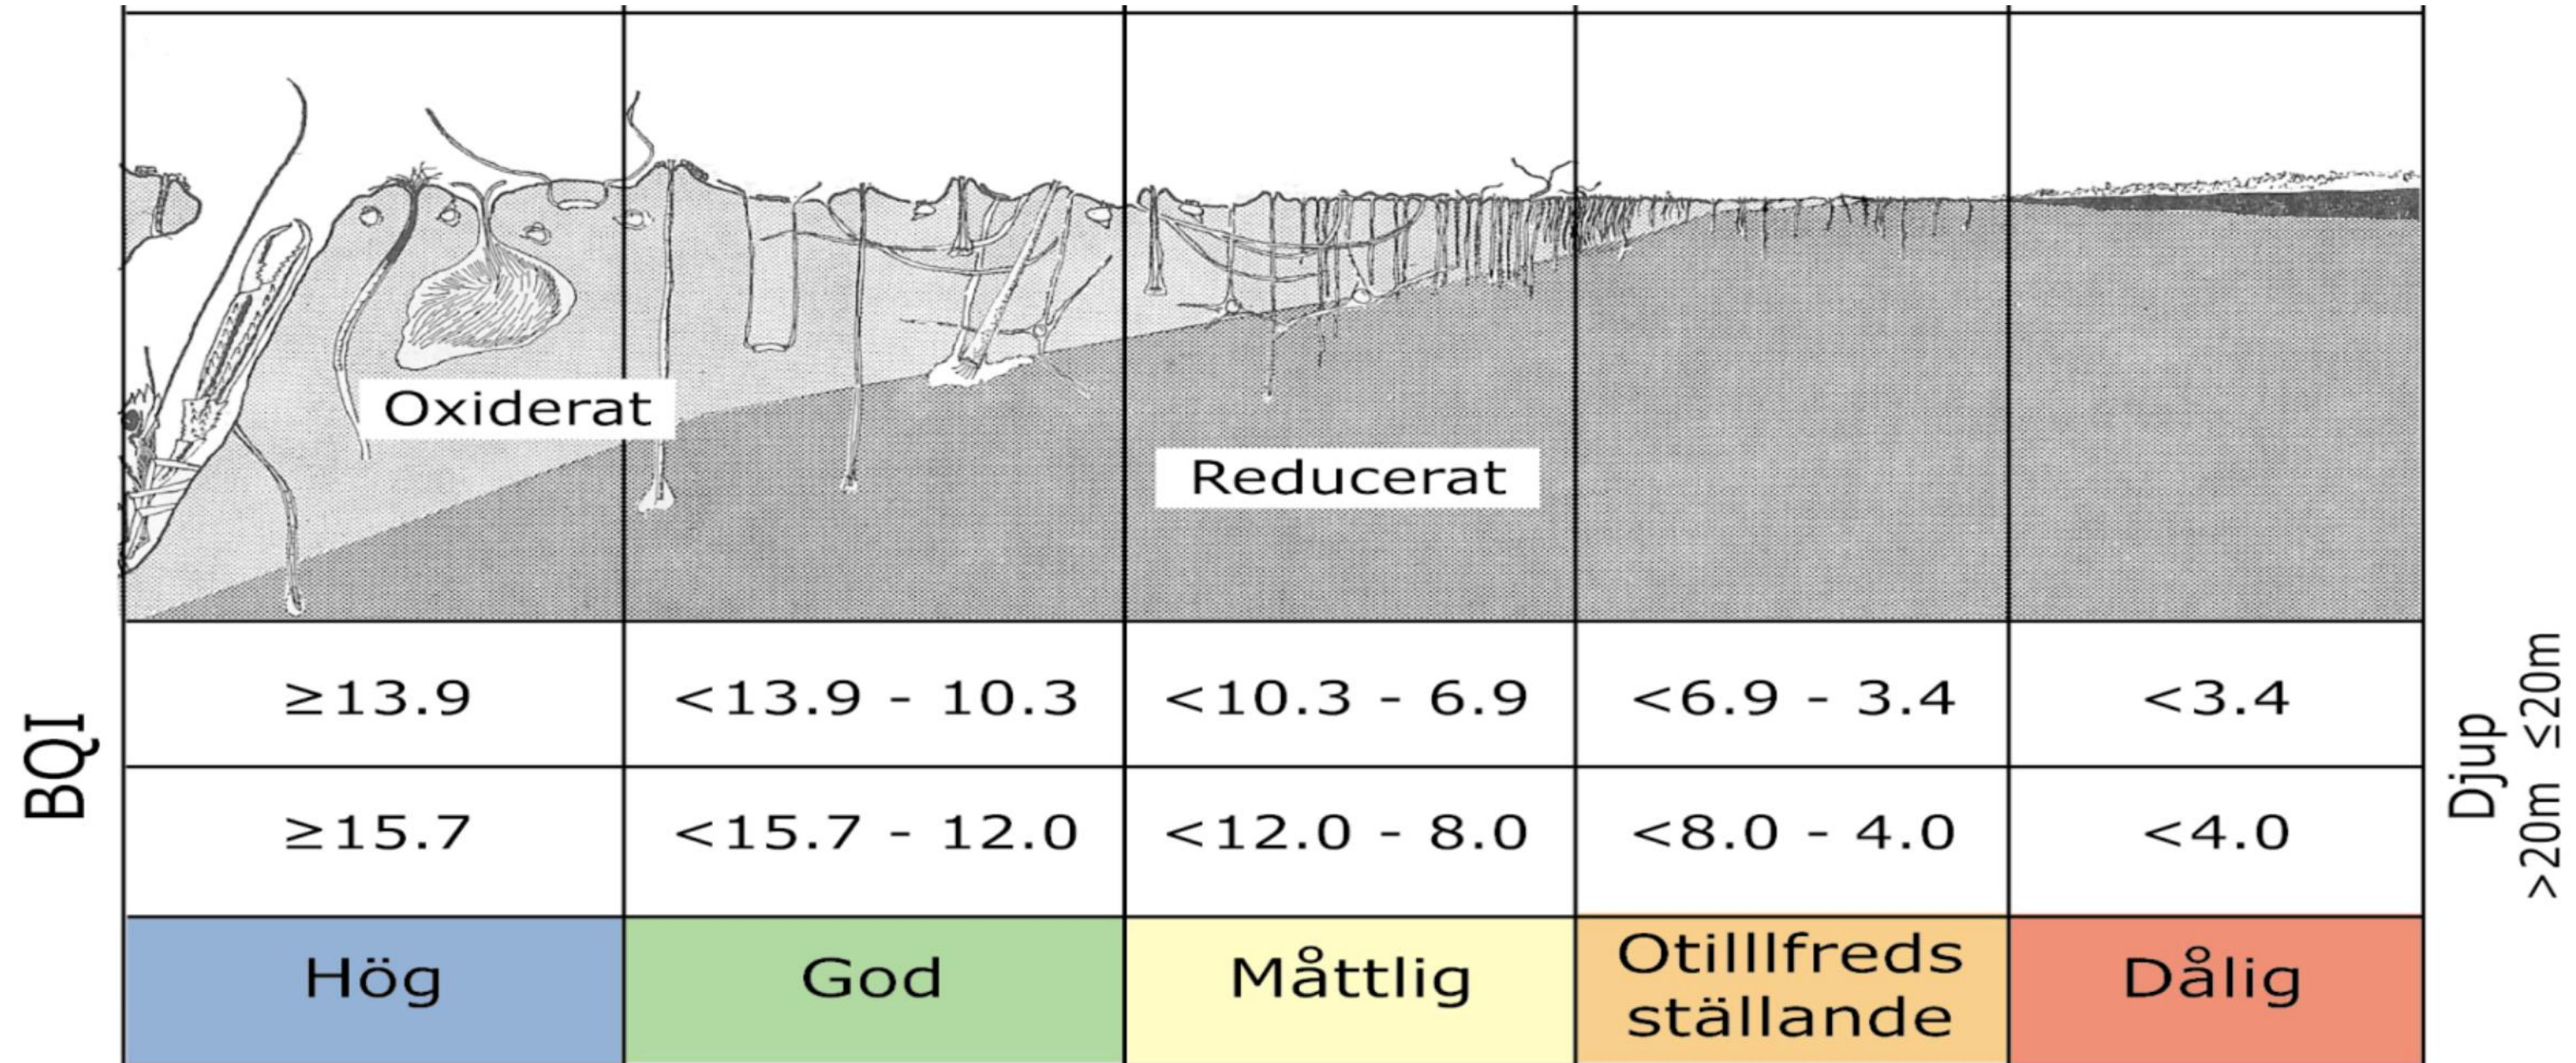 Oxiderat
Reducerat
BQI
≥13.9
<13.9 - 10.3
<10.3 - 6.9
<6.9 - 3.4
<3.4
≥15.7
<15.7 - 12.0
<12.0 - 8.0
<8.0 - 4.0
<4.0
Djup
>20m ≤20m
Hög
God
Måttlig
Otilllfreds
ställande
Dålig